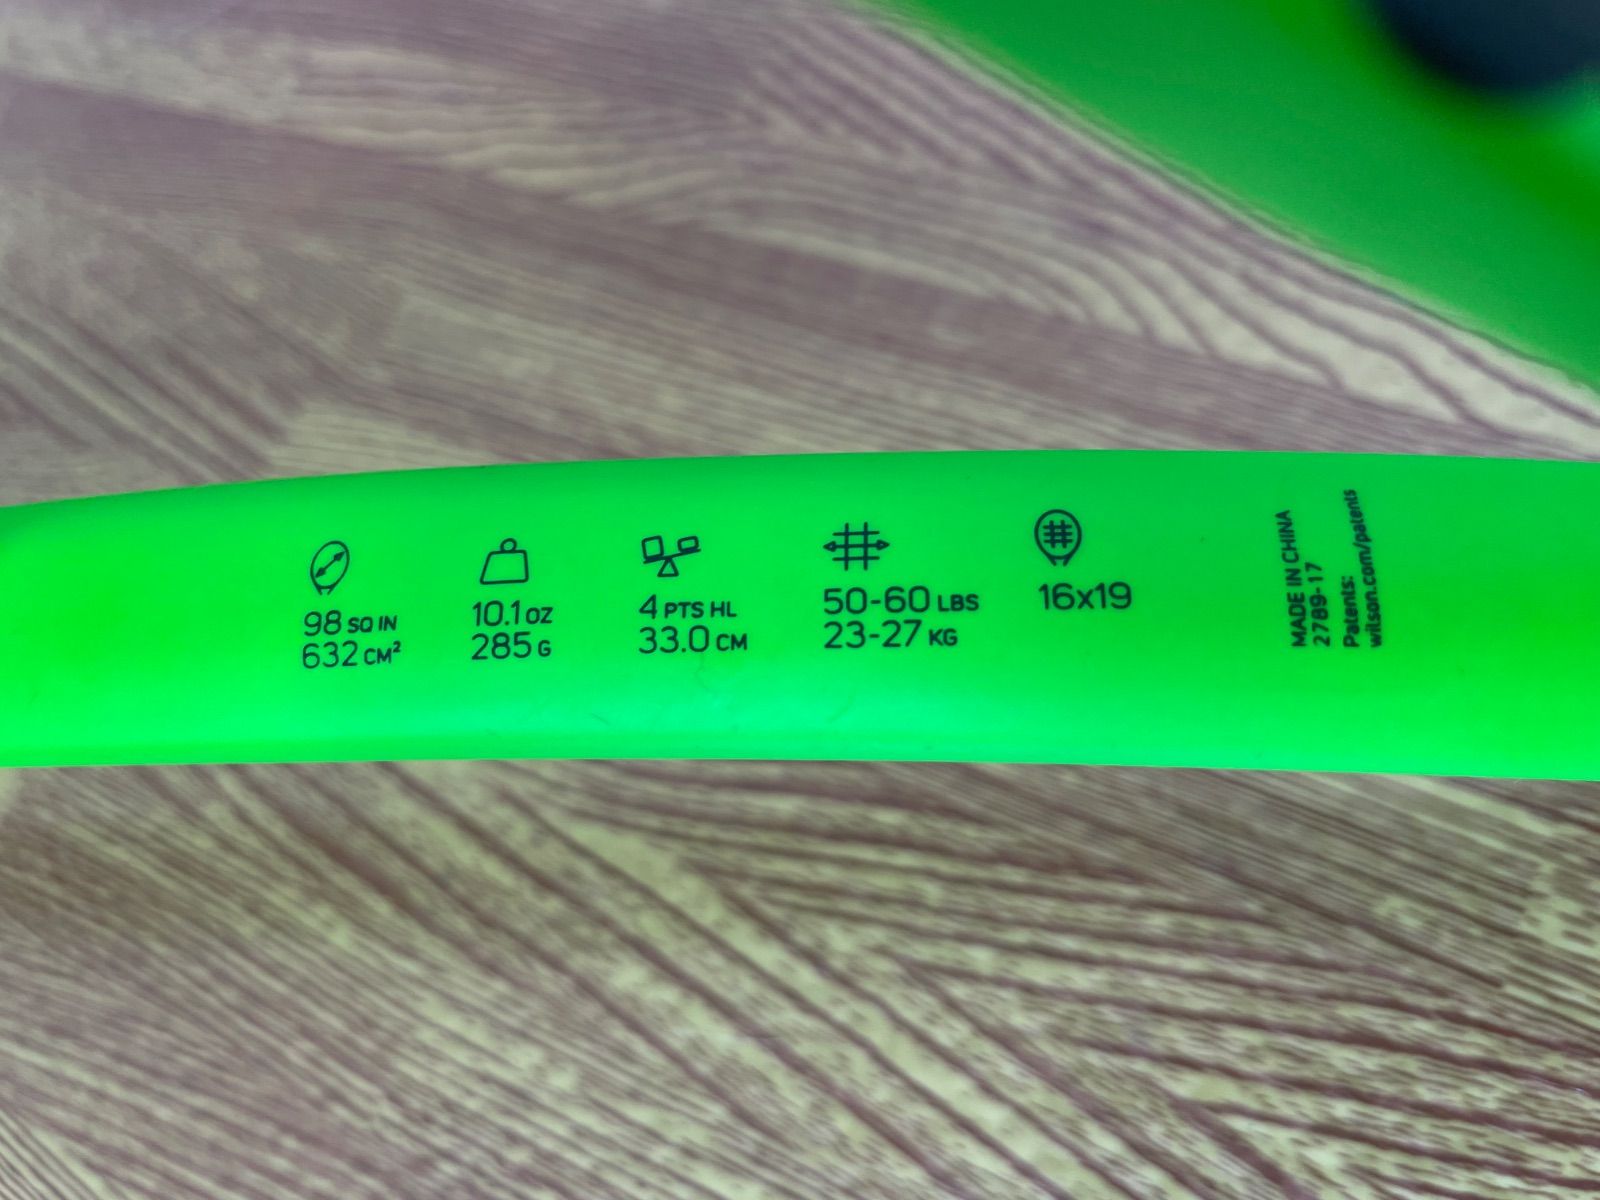 98 SQ IN
632 CM²
10.1 OZ
285 G
4 PTS HL
33.0 CM
50-60 LBS
23-27 KG
16x19
MADE IN CHINA
2789-17
Patents:
wilson.com/patents